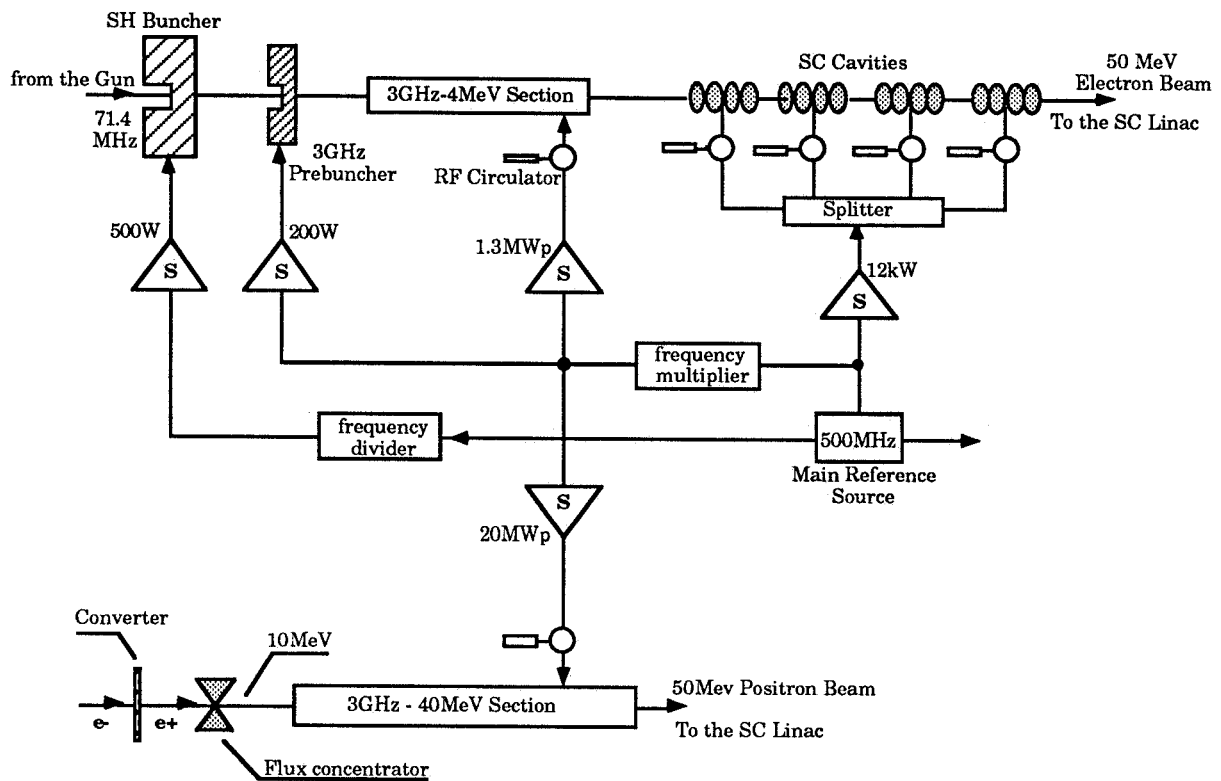 SH Buncher
from the Gun
71.4
MHz
3GHz
Prebuncher
3GHz-4MeV Section
RF Circulator
SC Cavities
50 MeV
Electron Beam
To the SC Linac
Splitter
500W
S
200W
S
1.3MWp
S
12kW
S
frequency
multiplier
frequency
divider
500MHz
Main Reference
Source
S
20MWp
Converter
10MeV
e-
e+
3GHz - 40MeV Section
50Mev Positron Beam
To the SC Linac
Flux concentrator